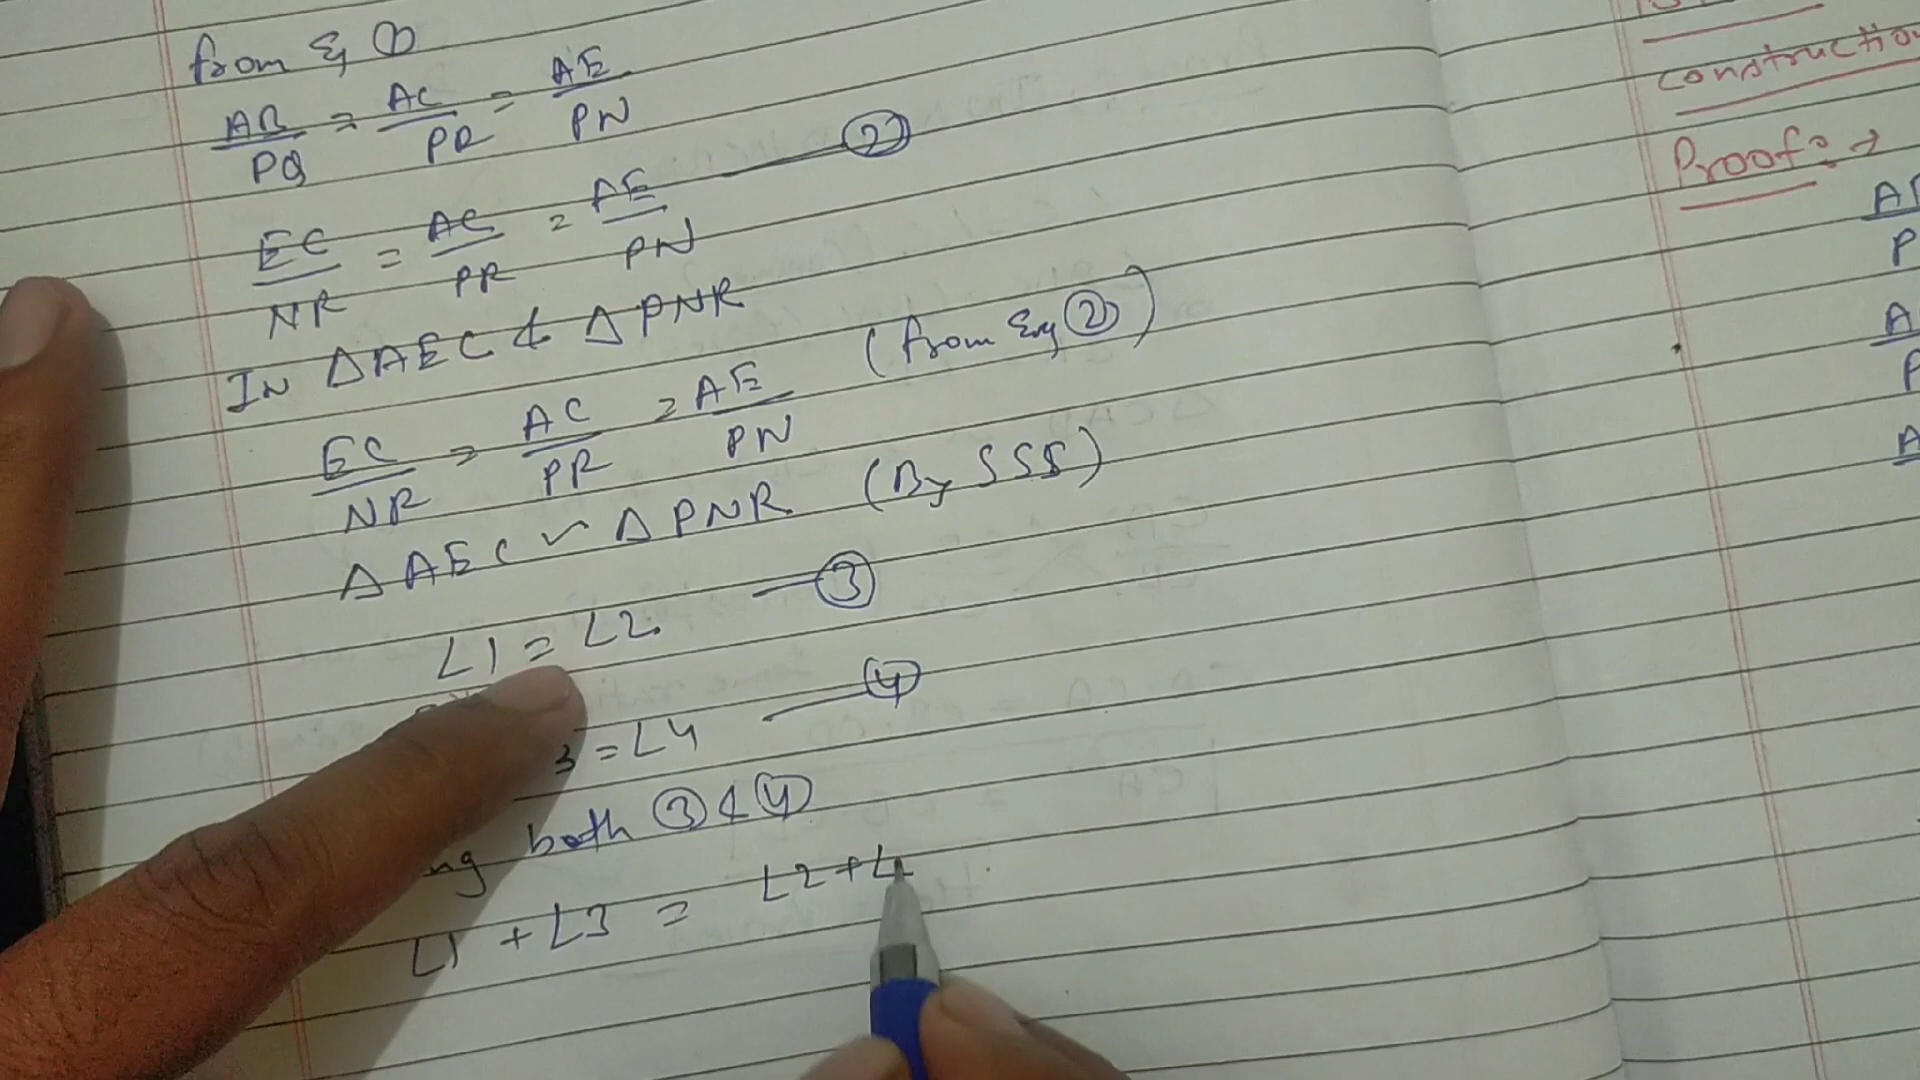 from Eq ①
AB/PQ = AC/PR = AE/PN
EC/NR = AC/PR = AE/PN — ②
In ΔAEC & ΔPNR
EC/NR = AC/PR = AE/PN (from Eq ②)
ΔAEC ~ ΔPNR (By SSS)
∠1 = ∠2 — ③
3 = ∠4 — ④
ng both ③ & ④
∠1 + ∠3 = ∠2 + ∠
construction
Proof: →
A
P
A
P
A